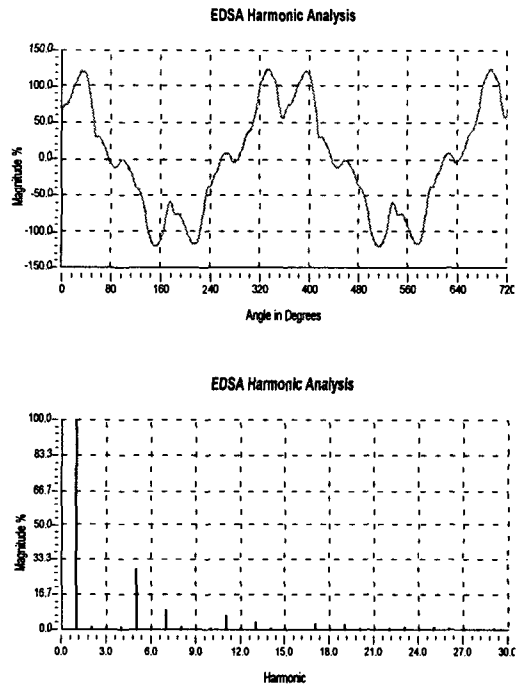 EDSA Harmonic Analysis
Magnitude %
150.0
100.0
50.0
0.0
-50.0
-100.0
-150.0
0 80 160 240 320 400 480 560 640 720
Angle in Degrees
EDSA Harmonic Analysis
Magnitude %
100.0
83.3
66.7
50.0
33.3
16.7
0.0
0.0 3.0 6.0 9.0 12.0 15.0 18.0 21.0 24.0 27.0 30.0
Harmonic